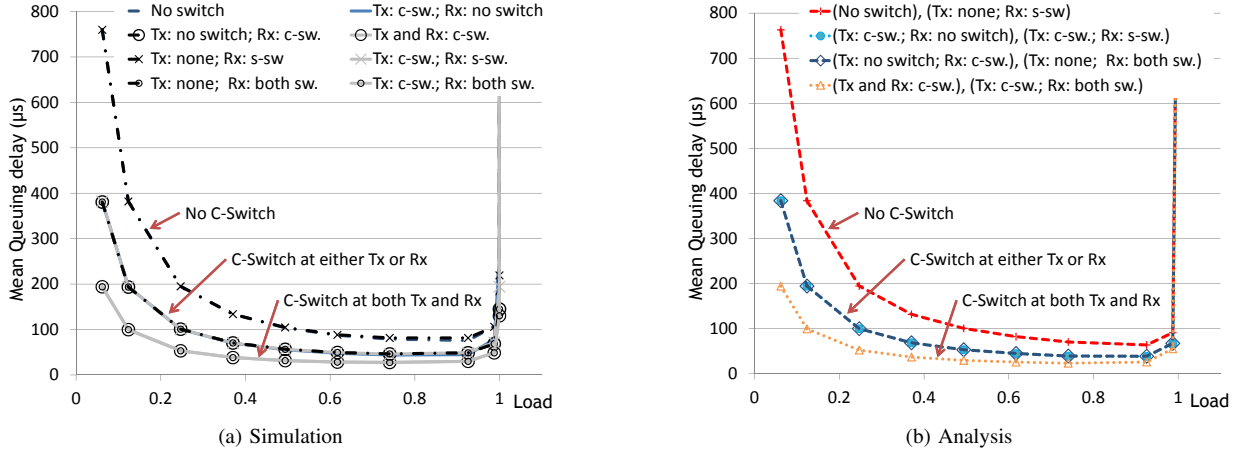 Mean Queuing delay (µs)
800
700
600
500
400
300
200
100
0
No switch
Tx: c-sw.; Rx: no switch
Tx: no switch; Rx: c-sw.
Tx and Rx: c-sw.
Tx: none; Rx: s-sw
Tx: c-sw.; Rx: s-sw.
Tx: none; Rx: both sw.
Tx: c-sw.; Rx: both sw.
No C-Switch
C-Switch at either Tx or Rx
C-Switch at both Tx and Rx
0 0.2 0.4 0.6 0.8 1 Load
(a) Simulation
Mean Queuing delay (µs)
800
700
600
500
400
300
200
100
0
(No switch), (Tx: none; Rx: s-sw)
(Tx: c-sw.; Rx: no switch), (Tx: c-sw.; Rx: s-sw.)
(Tx: no switch; Rx: c-sw.), (Tx: none; Rx: both sw.)
(Tx and Rx: c-sw.), (Tx: c-sw.; Rx: both sw.)
No C-Switch
C-Switch at either Tx or Rx
C-Switch at both Tx and Rx
0 0.2 0.4 0.6 0.8 1 Load
(b) Analysis